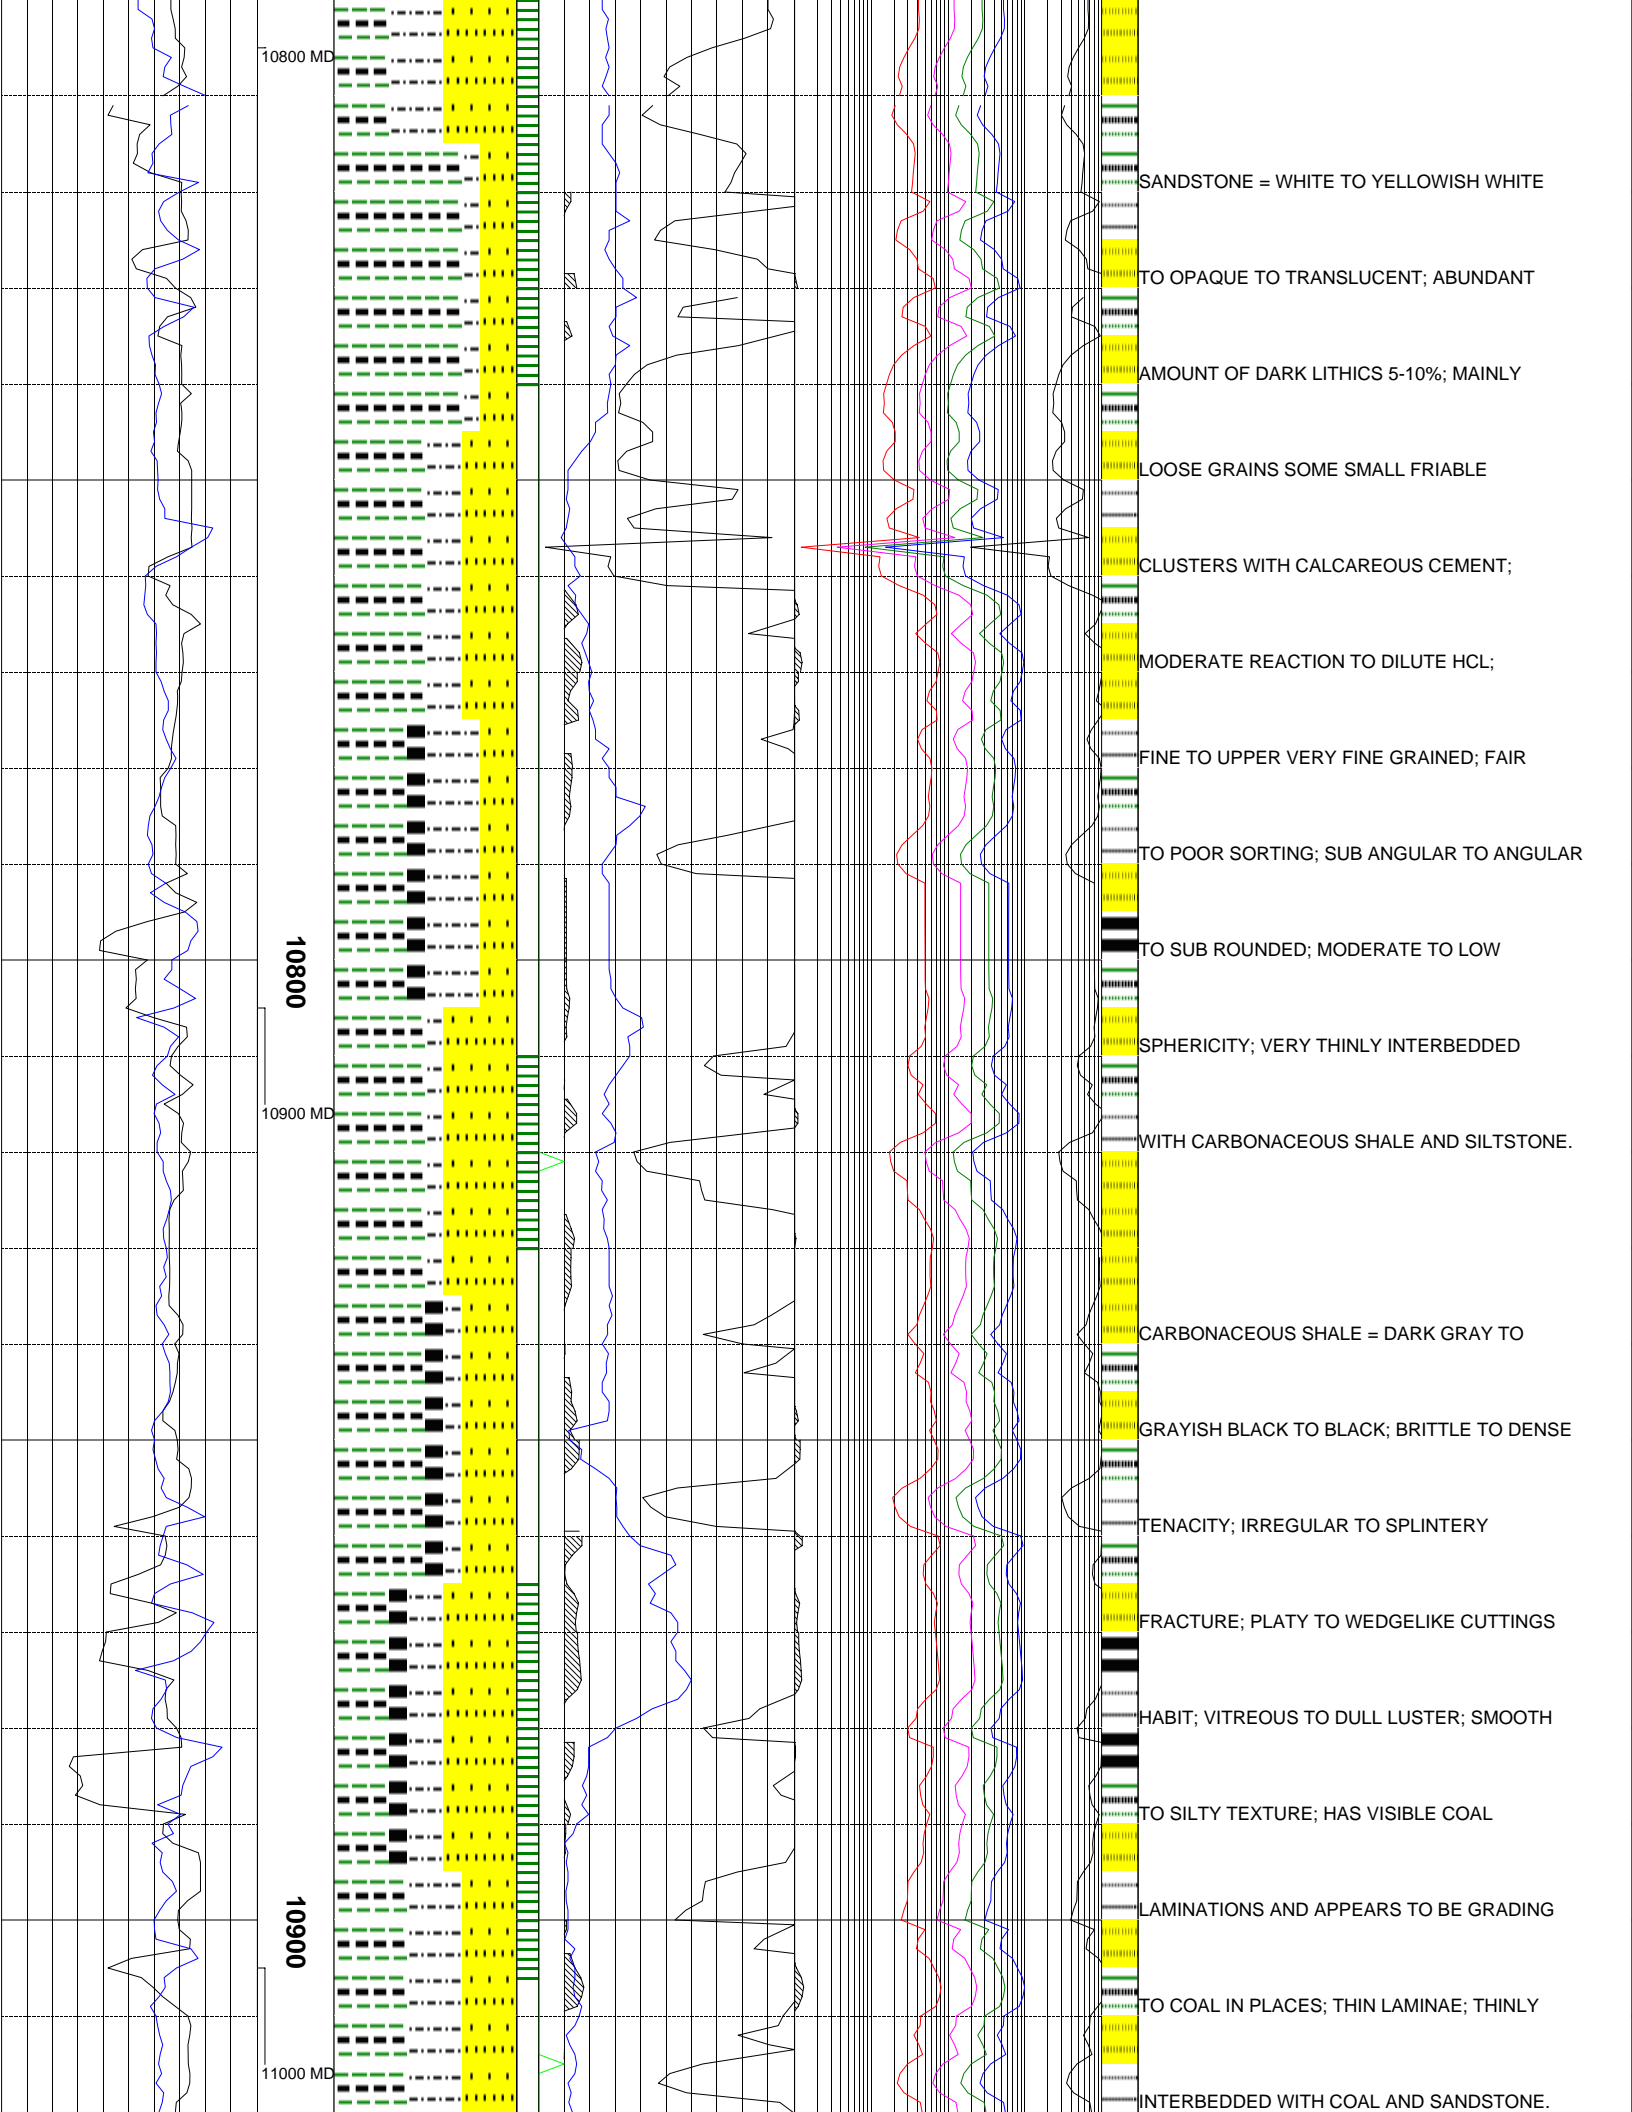 10800 MD
SANDSTONE = WHITE TO YELLOWISH WHITE
TO OPAQUE TO TRANSLUCENT; ABUNDANT
AMOUNT OF DARK LITHICS 5-10%; MAINLY
LOOSE GRAINS SOME SMALL FRIABLE
CLUSTERS WITH CALCAREOUS CEMENT;
MODERATE REACTION TO DILUTE HCL;
FINE TO UPPER VERY FINE GRAINED; FAIR
TO POOR SORTING; SUB ANGULAR TO ANGULAR
TO SUB ROUNDED; MODERATE TO LOW
10800
SPHERICITY; VERY THINLY INTERBEDDED
10900 MD
WITH CARBONACEOUS SHALE AND SILTSTONE.
CARBONACEOUS SHALE = DARK GRAY TO
GRAYISH BLACK TO BLACK; BRITTLE TO DENSE
TENACITY; IRREGULAR TO SPLINTERY
FRACTURE; PLATY TO WEDGELIKE CUTTINGS
HABIT; VITREOUS TO DULL LUSTER; SMOOTH
TO SILTY TEXTURE; HAS VISIBLE COAL
LAMINATIONS AND APPEARS TO BE GRADING
10900
TO COAL IN PLACES; THIN LAMINAE; THINLY
11000 MD
INTERBEDDED WITH COAL AND SANDSTONE.